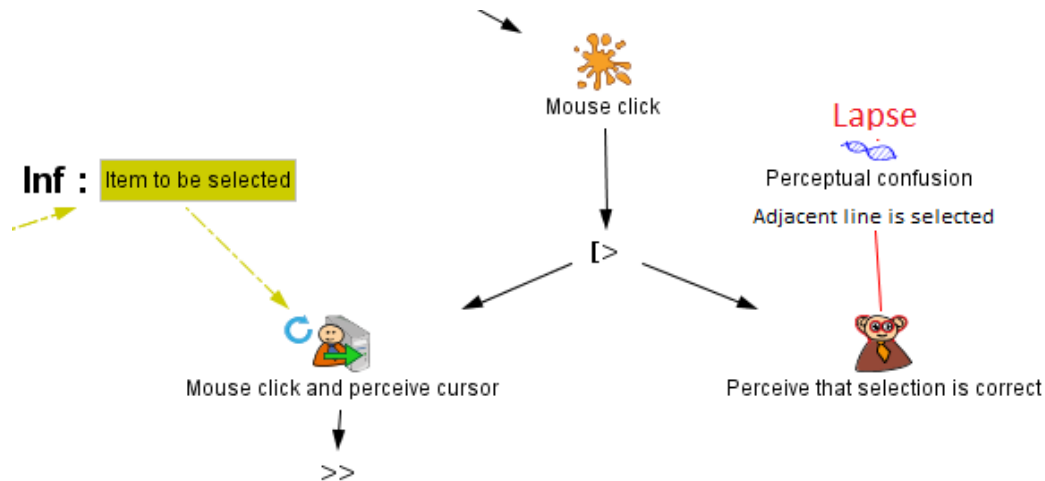 Mouse click
Lapse
Inf : Item to be selected
Perceptual confusion
Adjacent line is selected
[>
Mouse click and perceive cursor
Perceive that selection is correct
>>